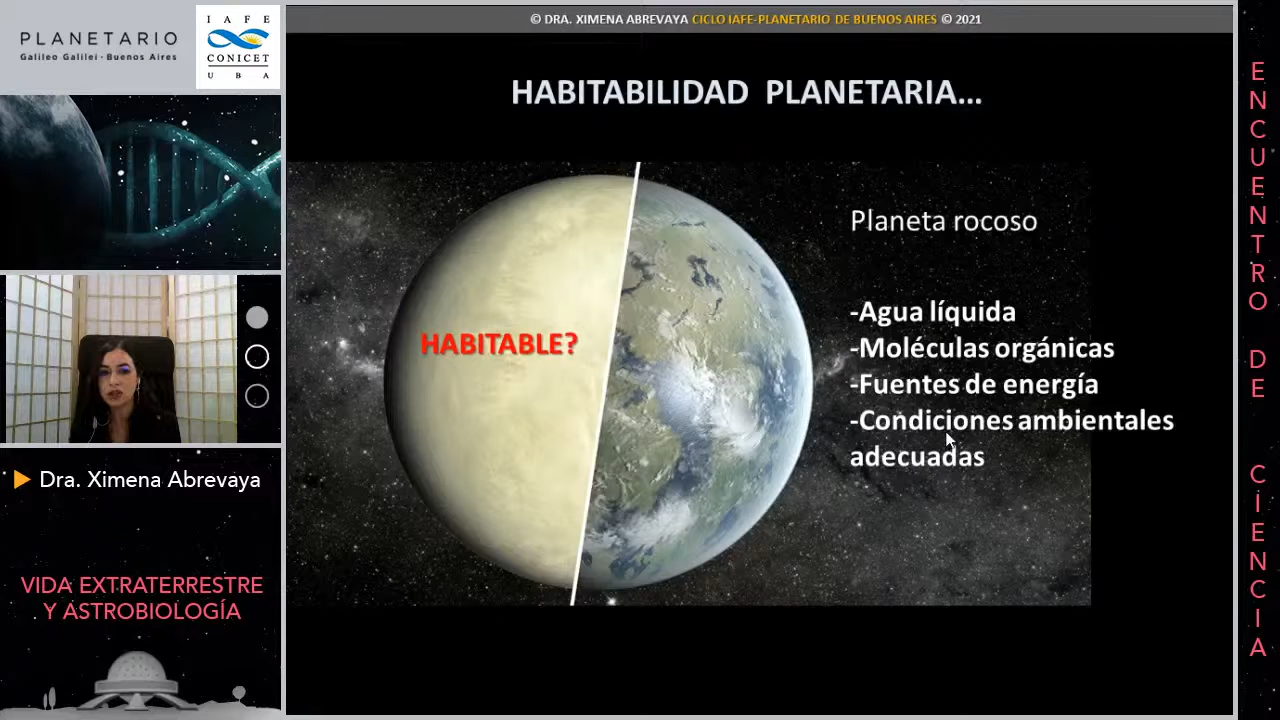 PLANETARIO
Galileo Galilei - Buenos Aires
I A F E
CONICET
U B A
© DRA. XIMENA ABREVAYA CICLO IAFE-PLANETARIO DE BUENOS AIRES © 2021
HABITABILIDAD PLANETARIA...
HABITABLE?
Planeta rocoso
-Agua líquida
-Moléculas orgánicas
-Fuentes de energía
-Condiciones ambientales
adecuadas
Dra. Ximena Abrevaya
VIDA EXTRATERRESTRE
Y ASTROBIOLOGÍA
ENCUENTRO DE CIENCIA